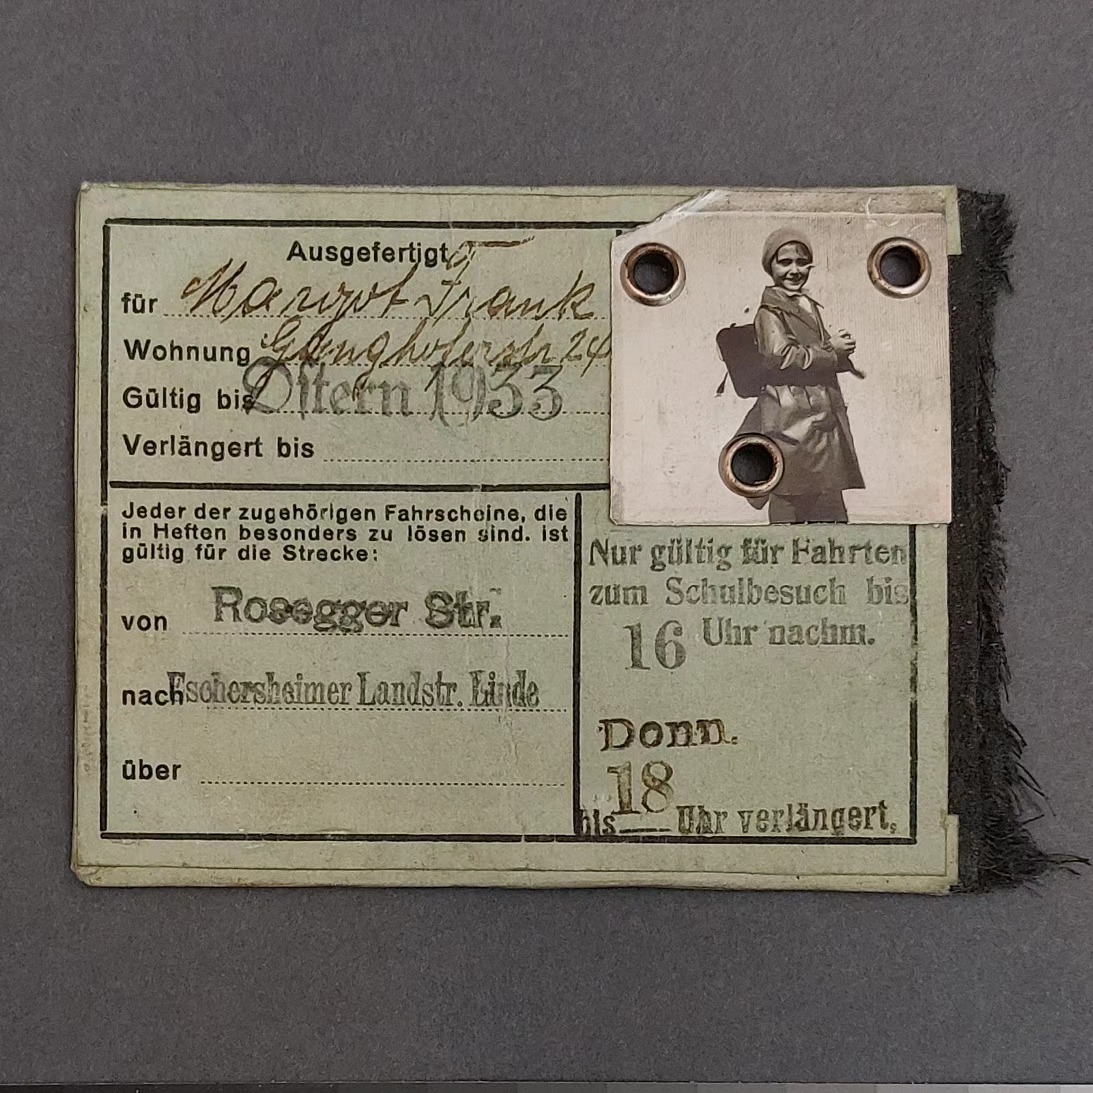 Ausgefertigt
für Margot Frank
Wohnung Ganghoferstr 24
Gültig bis Ostern 1933
Verlängert bis
Jeder der zugehörigen Fahrscheine, die
in Heften besonders zu lösen sind. ist
gültig für die Strecke:
von Rosegger Str.
nach Eschersheimer Landstr. Linde
über
Nur gültig für Fahrten
zum Schulbesuch bis
16 Uhr nachm.
Donn.
18
bis Uhr verlängert.